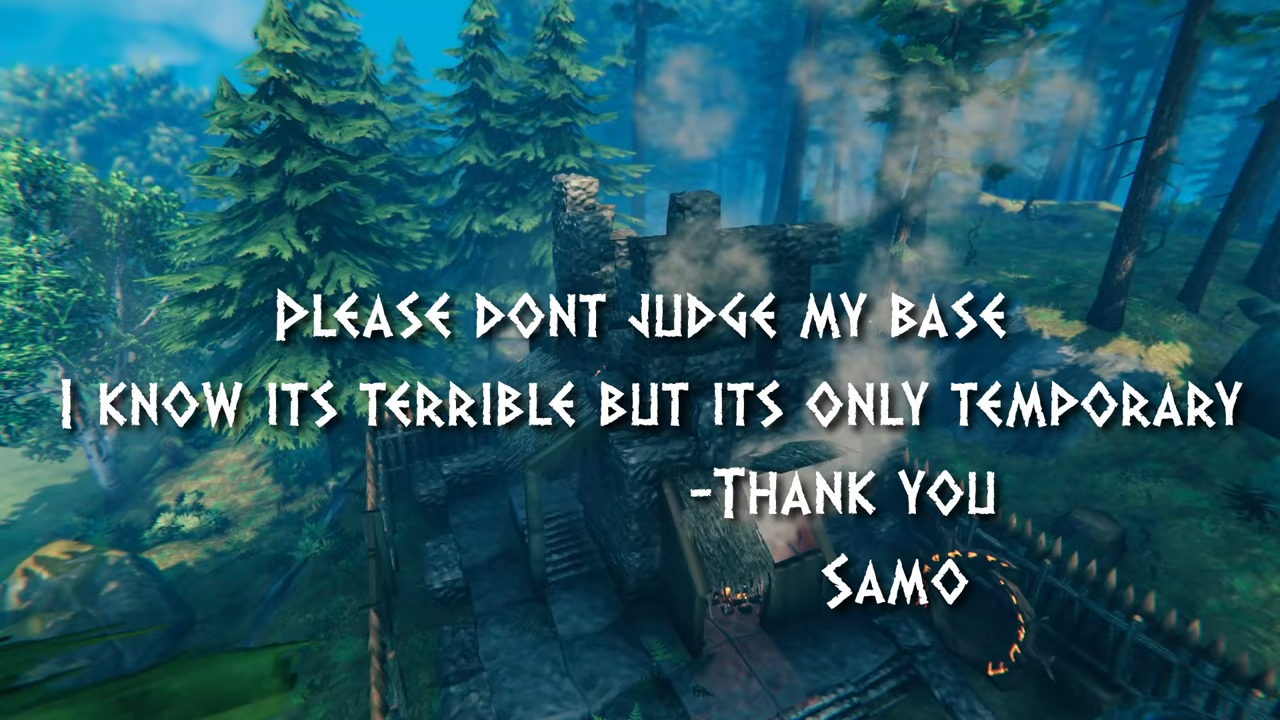 Please dont judge my base
I know its terrible but its only temporary
-Thank you
Samo